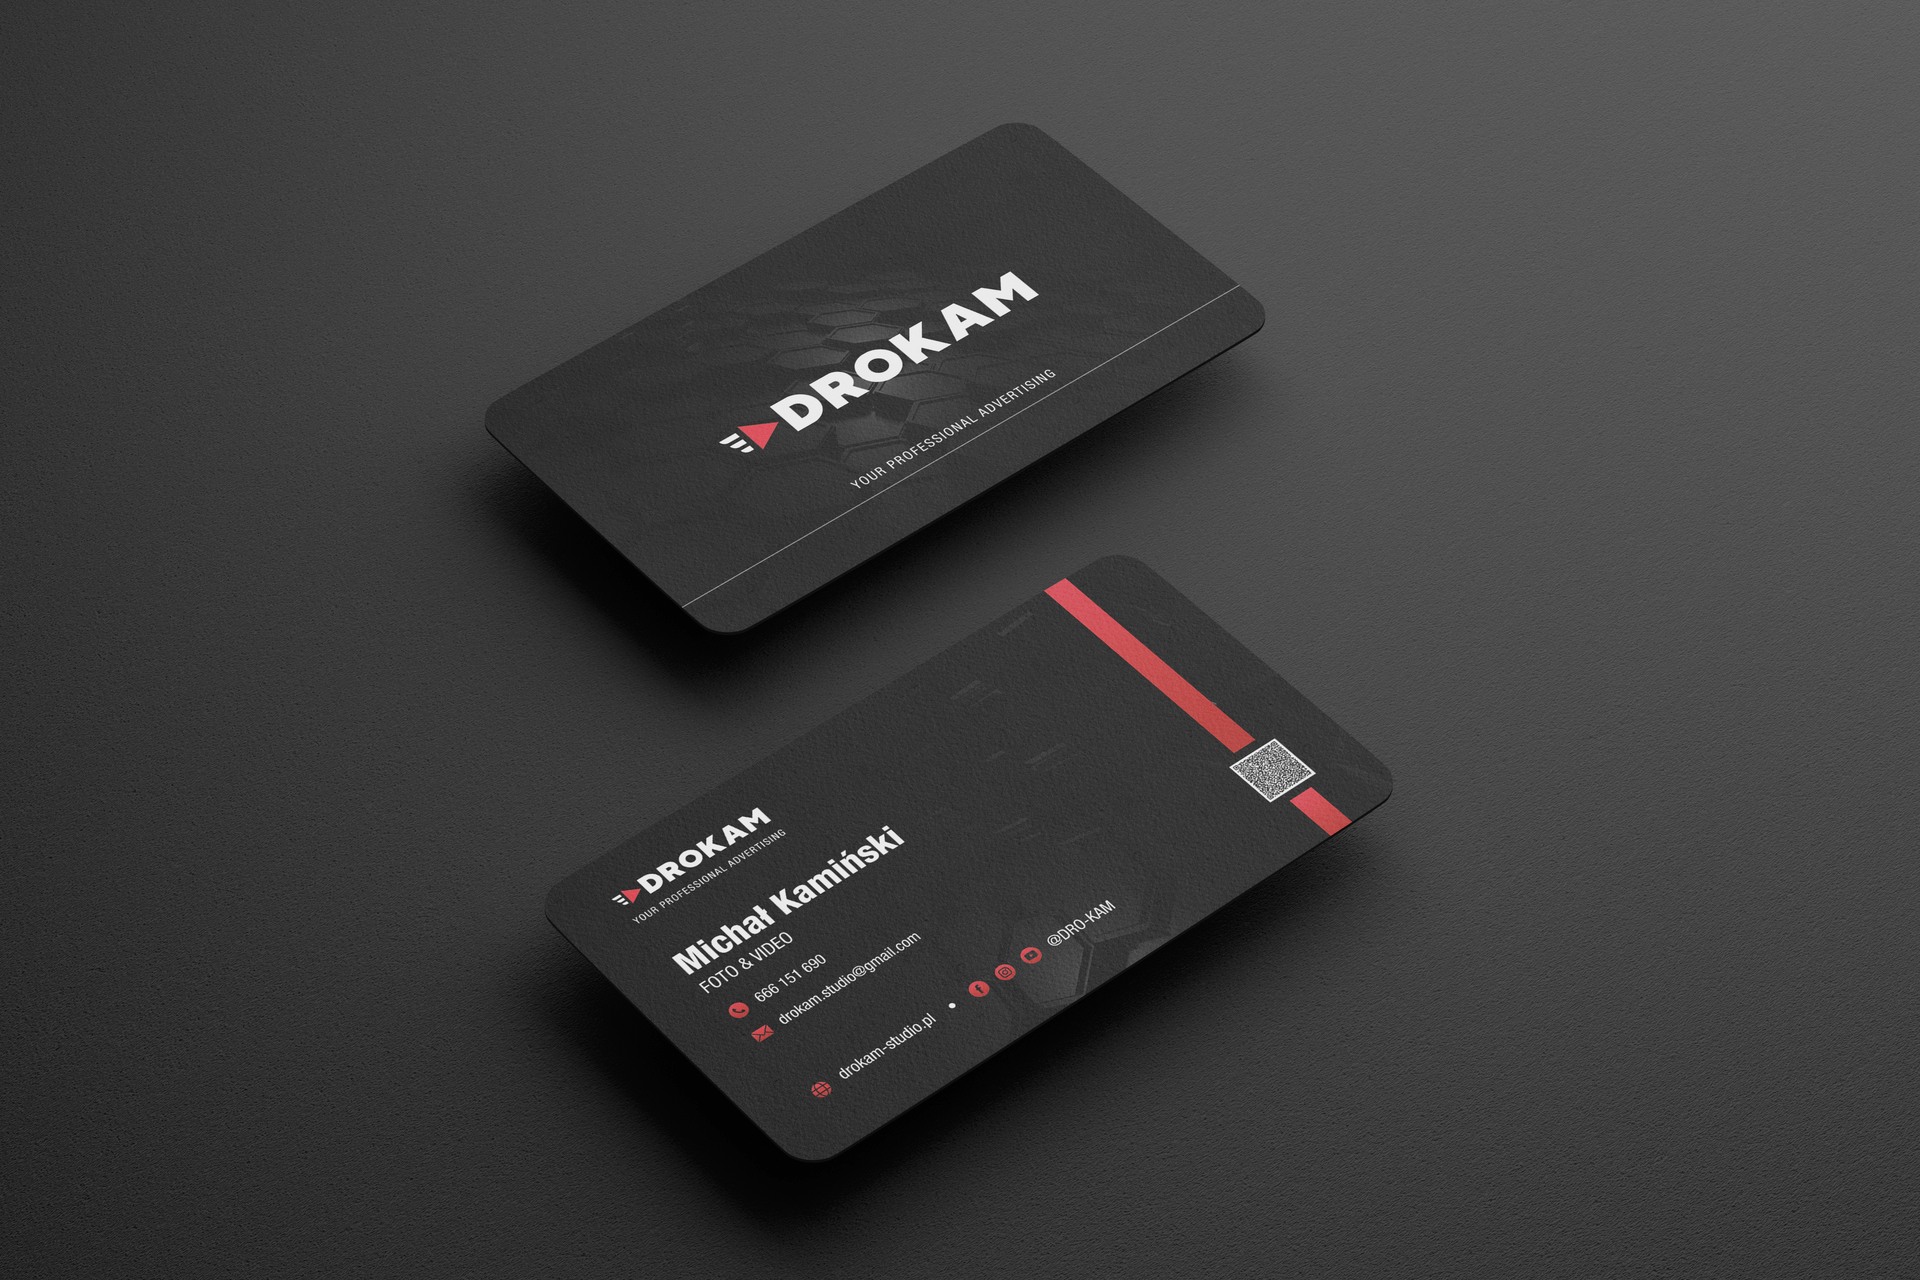 DROKAM
YOUR PROFESSIONAL ADVERTISING
DROKAM
YOUR PROFESSIONAL ADVERTISING
Michał Kamiński
FOTO & VIDEO
666 151 690
drokam.studio@gmail.com
drokam-studio.pl • @DRO-KAM